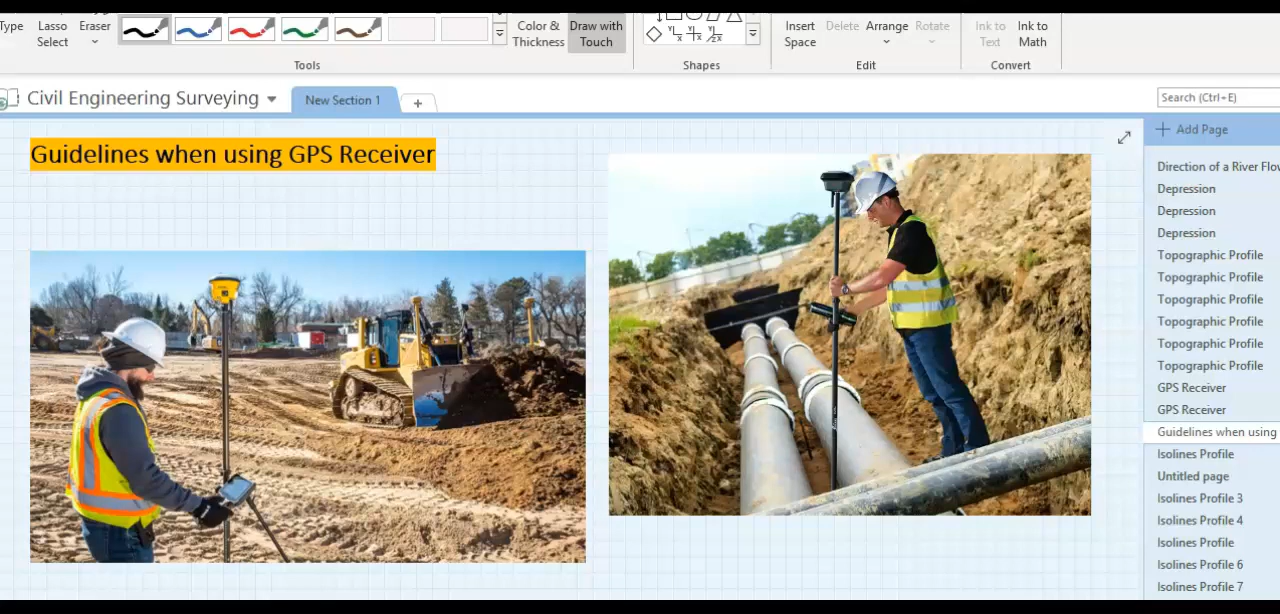 Type
Lasso
Select
Eraser
Color &
Thickness
Draw with
Touch
Insert
Space
Delete
Arrange
Rotate
Ink to
Text
Ink to
Math
Tools
Shapes
Edit
Convert
Civil Engineering Surveying
New Section 1
+
Search (Ctrl+E)
Guidelines when using GPS Receiver
Add Page
Direction of a River Flow
Depression
Depression
Depression
Topographic Profile
Topographic Profile
Topographic Profile
Topographic Profile
Topographic Profile
Topographic Profile
GPS Receiver
GPS Receiver
Guidelines when using
Isolines Profile
Untitled page
Isolines Profile 3
Isolines Profile 4
Isolines Profile
Isolines Profile 6
Isolines Profile 7